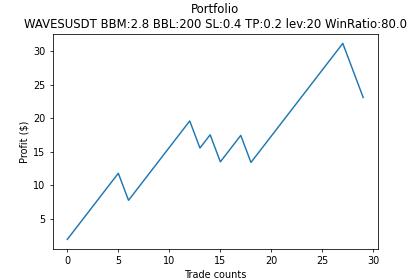 Portfolio
WAVESUSDT BBM:2.8 BBL:200 SL:0.4 TP:0.2 lev:20 WinRatio:80.0
Profit ($)
30
25
20
15
10
5
0 5 10 15 20 25 30
Trade counts